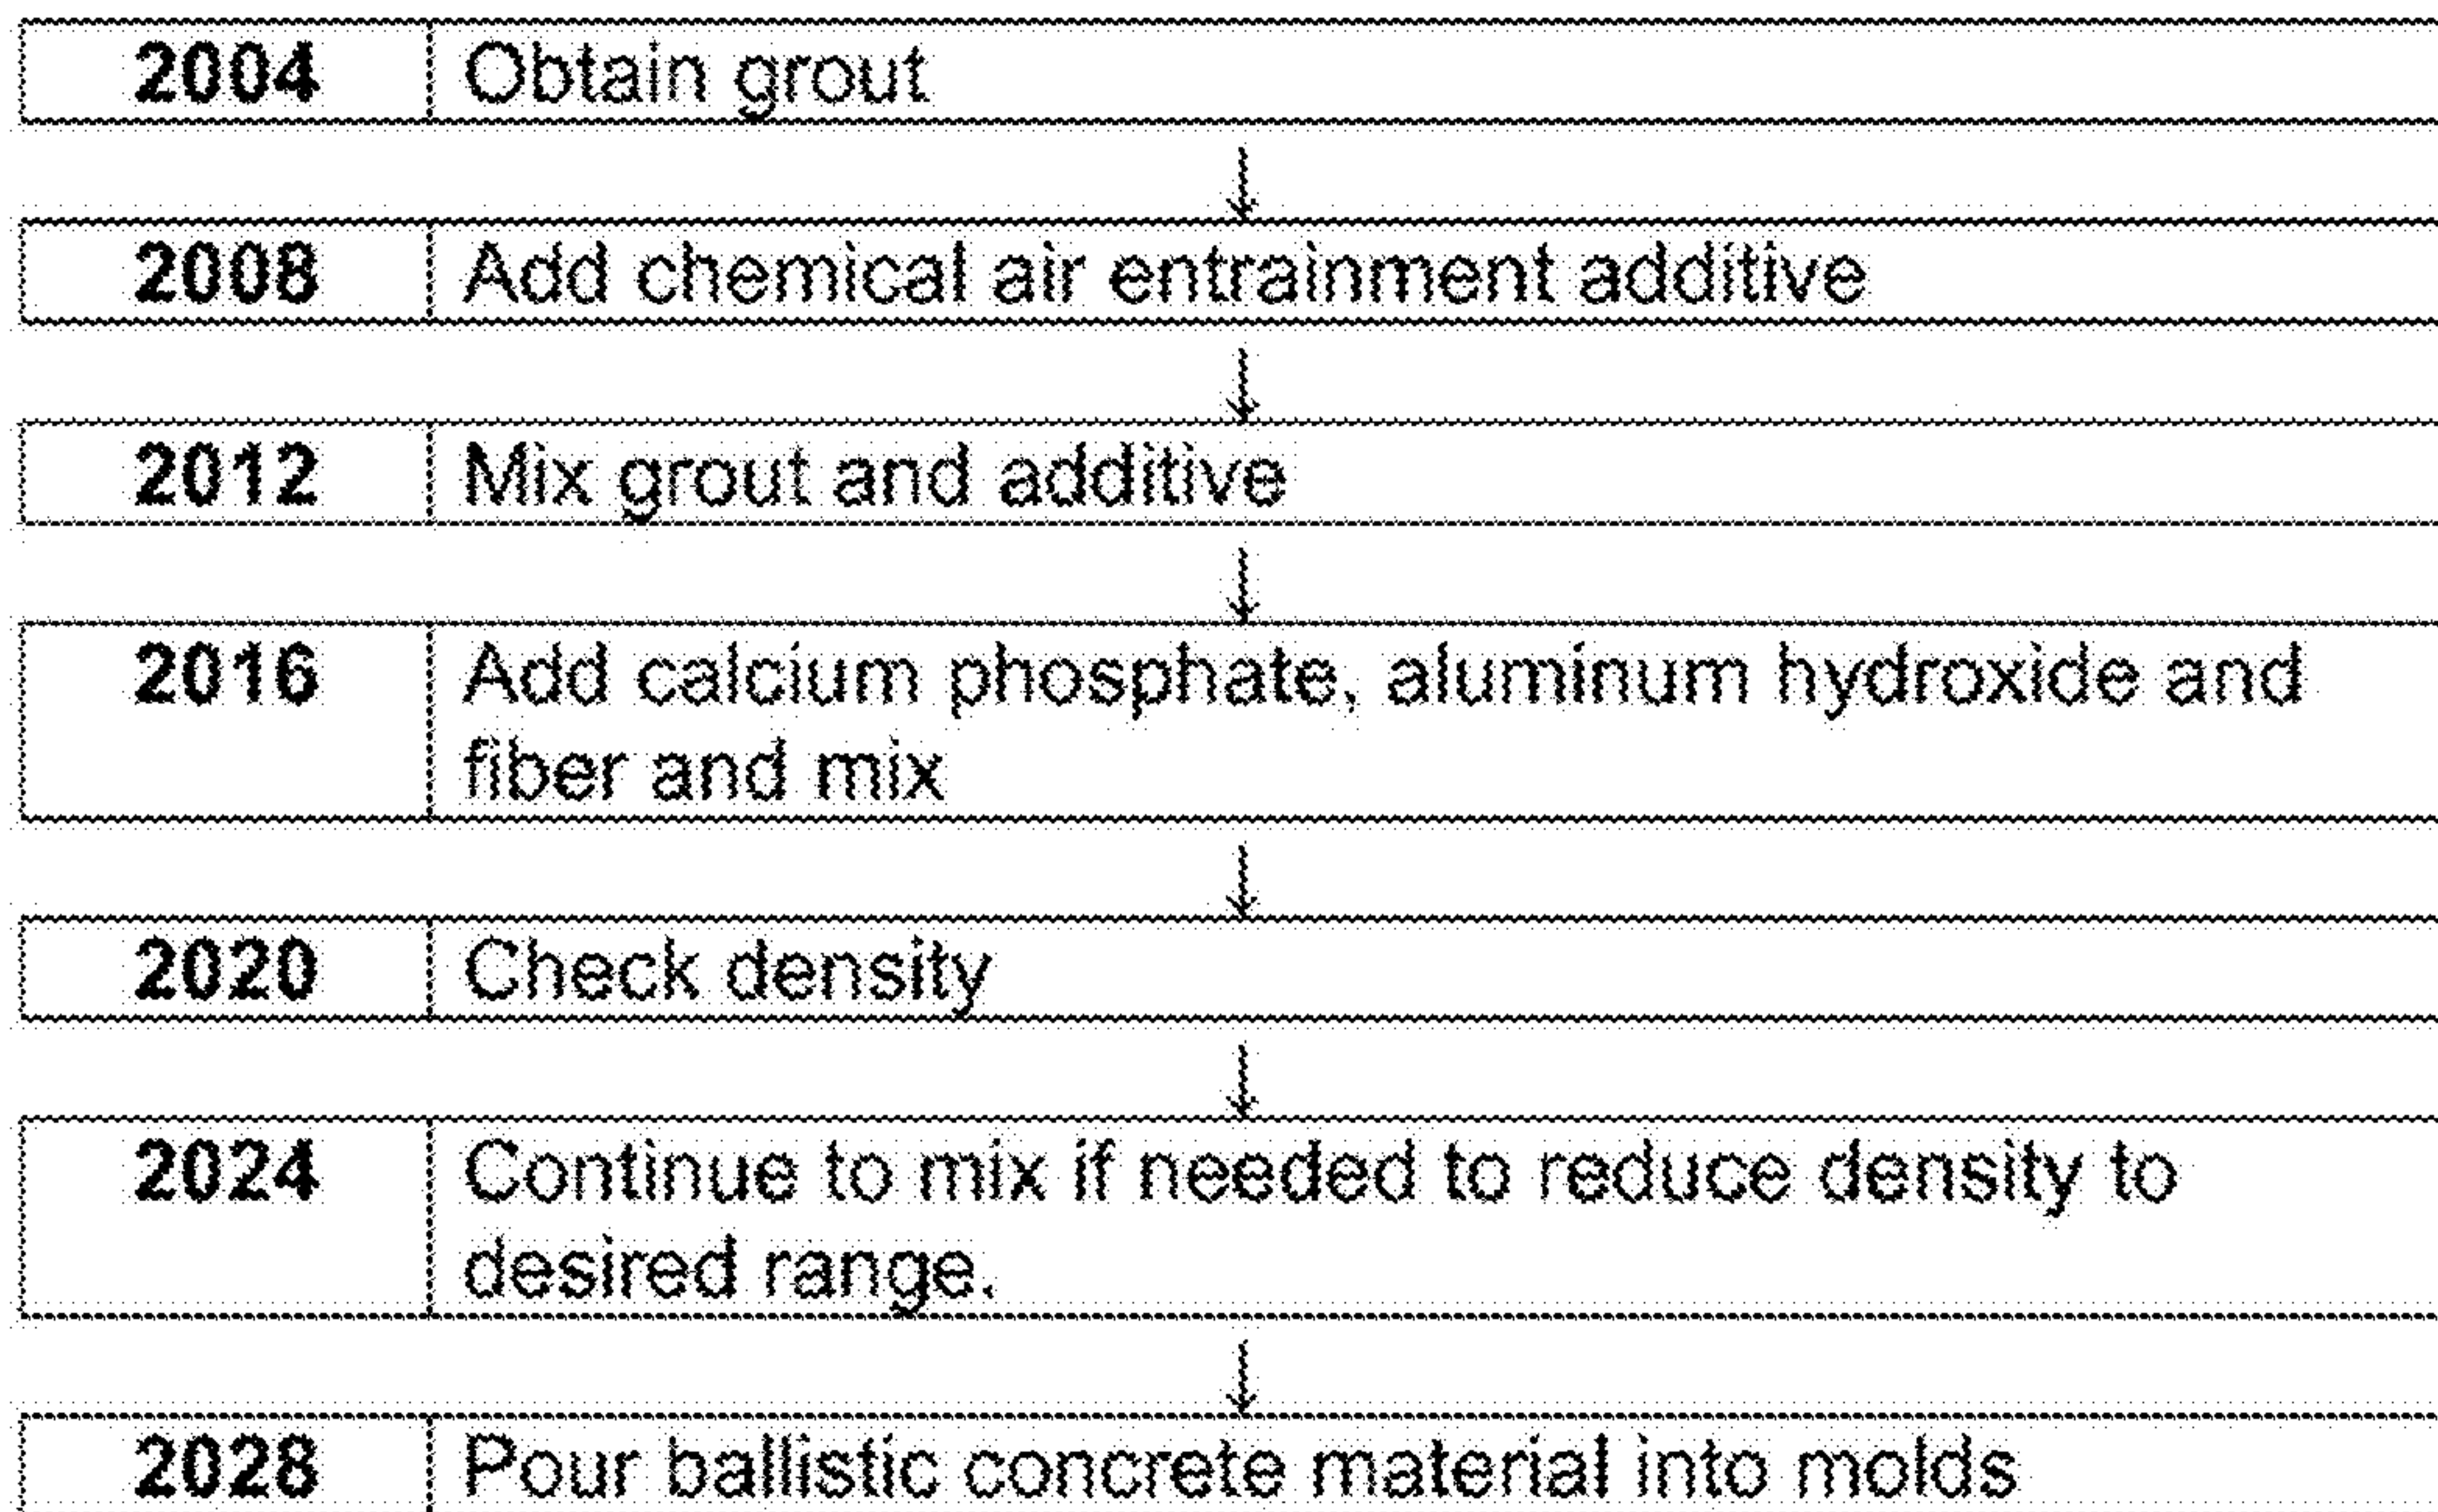 2004 Obtain grout
2008 Add chemical air entrainment additive
2012 Mix grout and additive
2016 Add calcium phosphate, aluminum hydroxide and
fiber and mix
2020 Check density
2024 Continue to mix if needed to reduce density to
desired range.
2028 Pour ballistic concrete material into molds